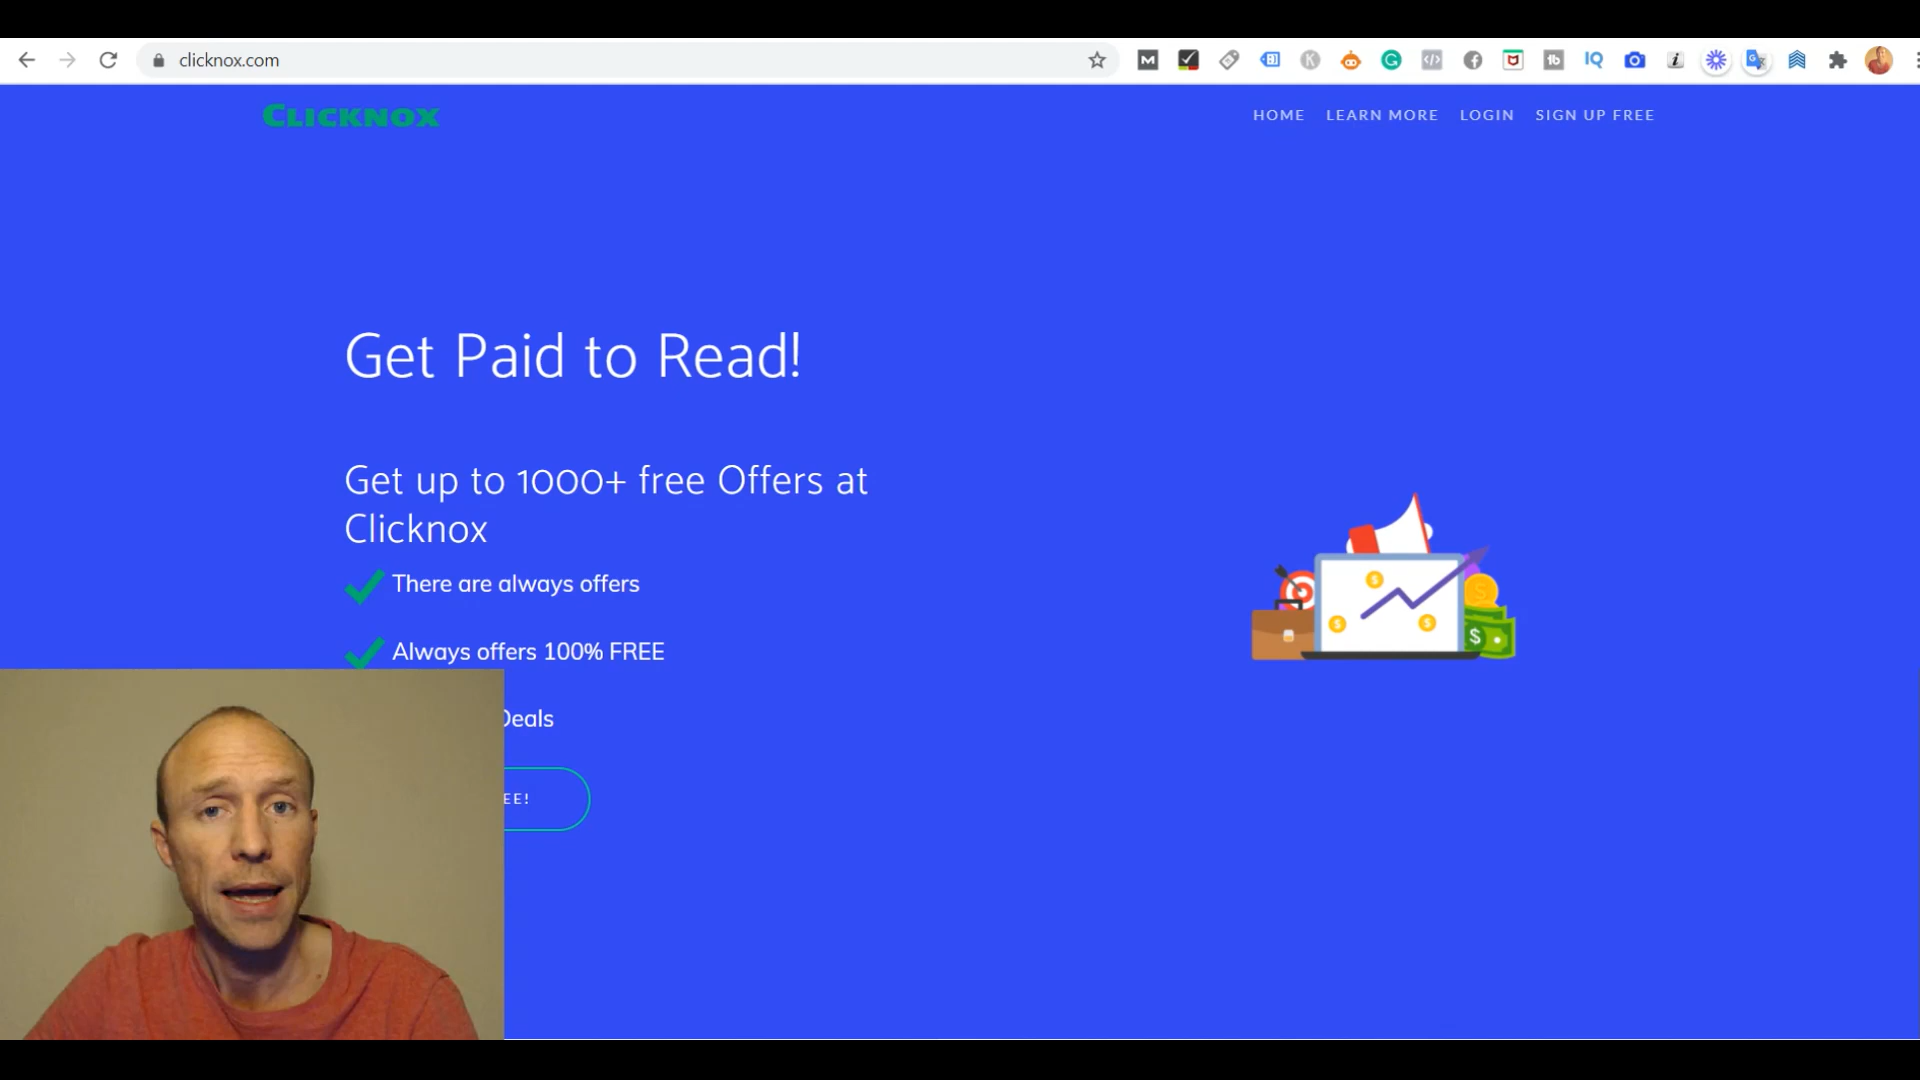 clicknox.com
CLICKNOX
HOME LEARN MORE LOGIN SIGN UP FREE
Get Paid to Read!
Get up to 1000+ free Offers at
Clicknox
There are always offers
Always offers 100% FREE
Deals
EE!